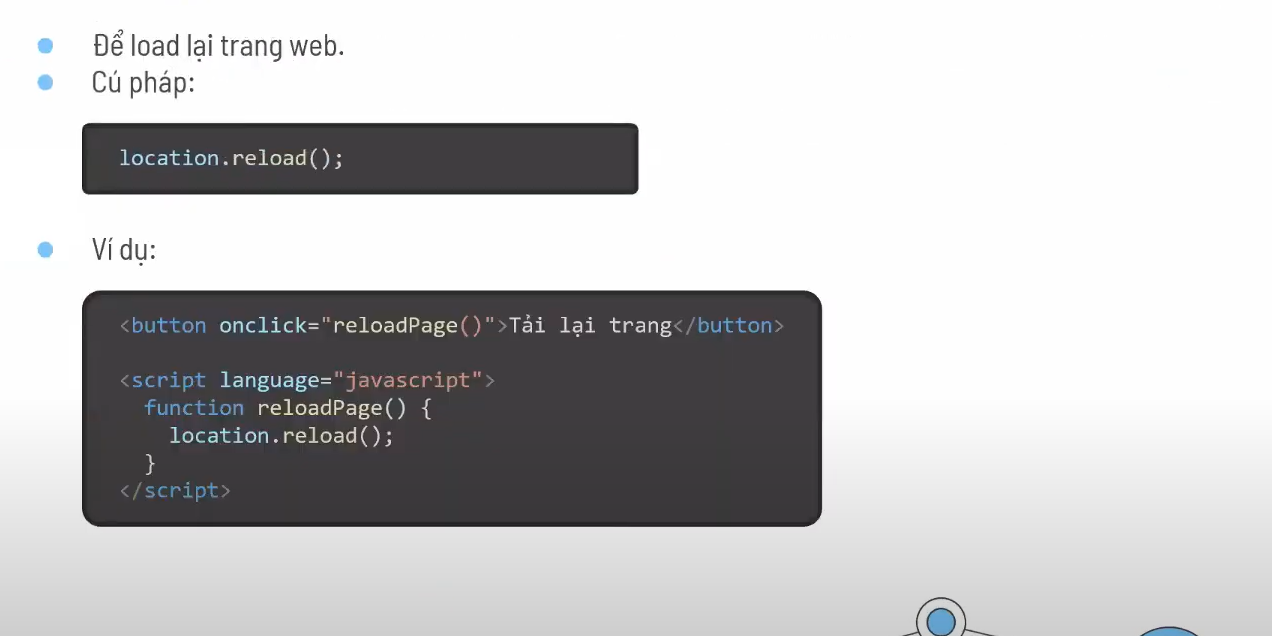 Để load lại trang web.
Cú pháp:
location.reload();
Ví dụ:
<button onclick="reloadPage()">Tải lại trang</button>
<script language="javascript">
function reloadPage() {
location.reload();
}
</script>